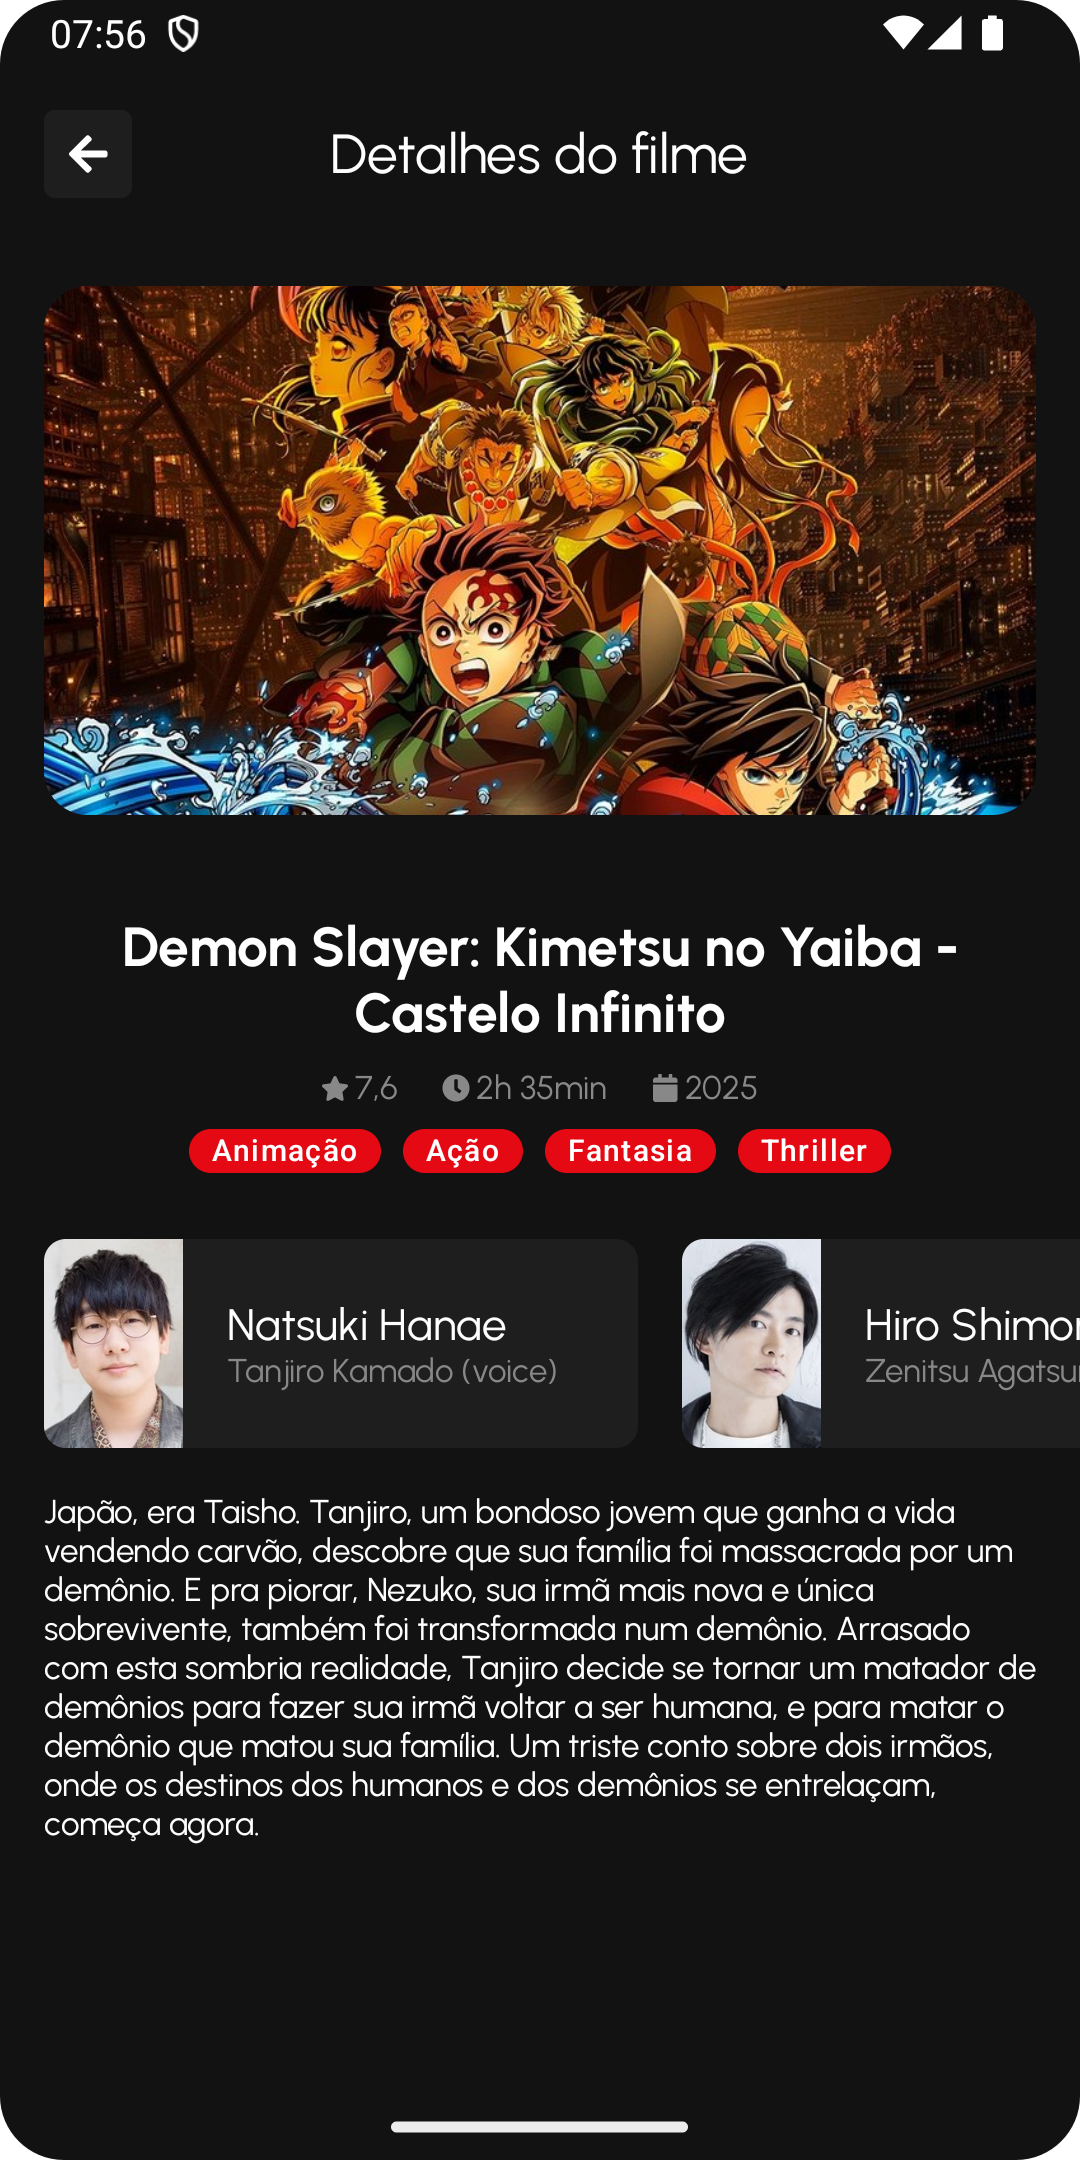 07:56
Detalhes do filme
Demon Slayer: Kimetsu no Yaiba -
Castelo Infinito
7,6 2h 35min 2025
Animação Ação Fantasia Thriller
Natsuki Hanae
Tanjiro Kamado (voice)
Hiro
Zenitsu
Japão, era Taisho. Tanjiro, um bondoso jovem que ganha a vida
vendendo carvão, descobre que sua família foi massacrada por um
demônio. E pra piorar, Nezuko, sua irmã mais nova e única
sobrevivente, também foi transformada num demônio. Arrasado
com esta sombria realidade, Tanjiro decide se tornar um matador de
demônios para fazer sua irmã voltar a ser humana, e para matar o
demônio que matou sua família. Um triste conto sobre dois irmãos,
onde os destinos dos humanos e dos demônios se entrelaçam,
começa agora.